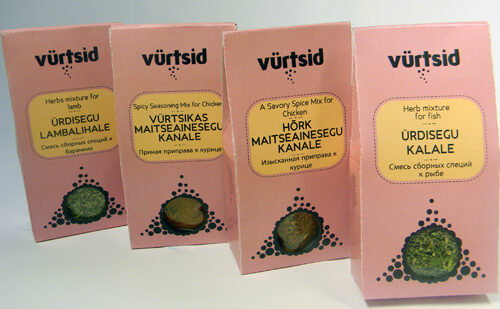 vürtsid
Herbs mixture for
lamb
ÜRDISEGU
LAMBALIHALE
Смесь сборных специй к
баранине
vürtsid
Spicy Seasoning Mix for Chicken
VÜRTSIKAS
MAITSEAINESEGU
KANALE
Пряная приправа к курице
vürtsid
A Savory Spice Mix for
Chicken
HÕRK
MAITSEAINESEGU
KANALE
Изысканная приправа к
курице
vürtsid
Herb mixture
for fish
ÜRDISEGU
KALALE
Смесь сборных специй
к рыбе